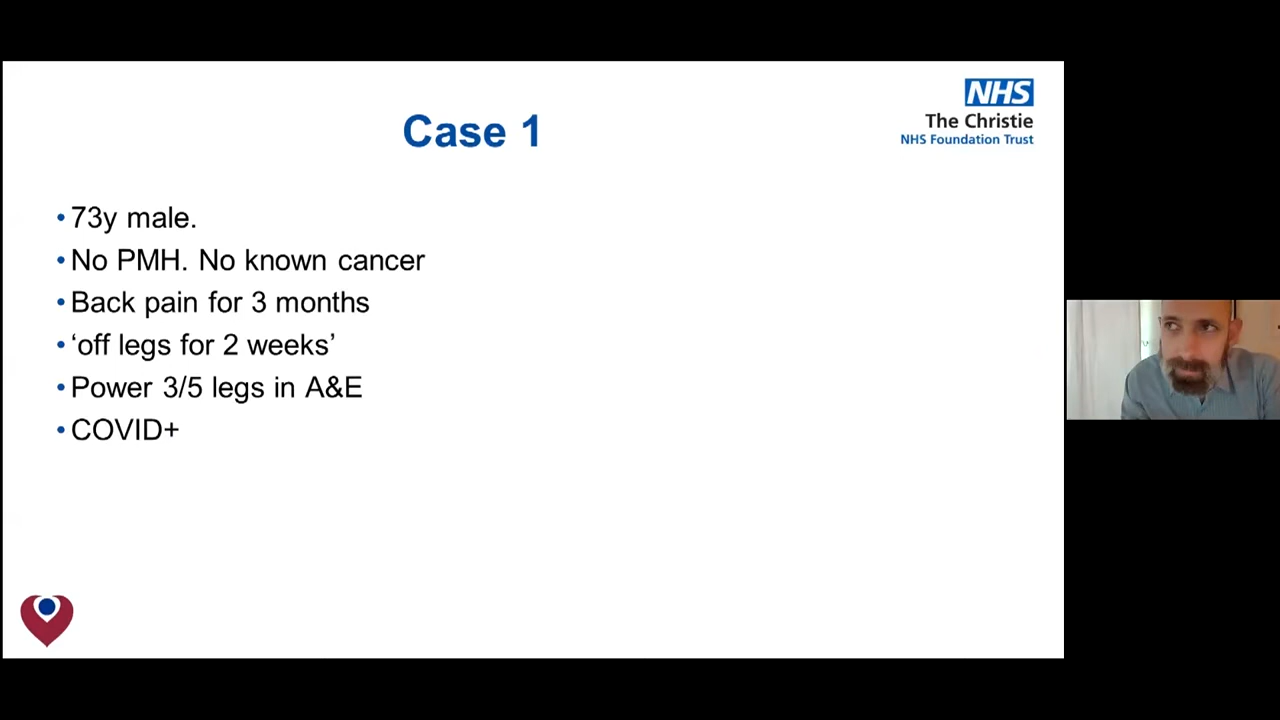 NHS
The Christie
NHS Foundation Trust
Case 1
• 73y male.
• No PMH. No known cancer
• Back pain for 3 months
• ‘off legs for 2 weeks’
• Power 3/5 legs in A&E
• COVID+